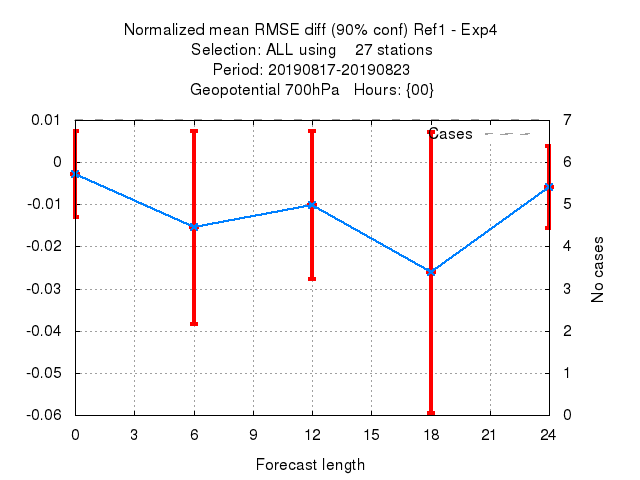 Normalized mean RMSE diff (90% conf) Ref1 - Exp4
Selection: ALL using 27 stations
Period: 20190817-20190823
Geopotential 700hPa Hours: {00}
0.01 7
Cases
0 6
-0.01 5
-0.02 4
-0.03 3
-0.04 2
-0.05 1
-0.06 0
No cases
0 3 6 9 12 15 18 21 24
Forecast length